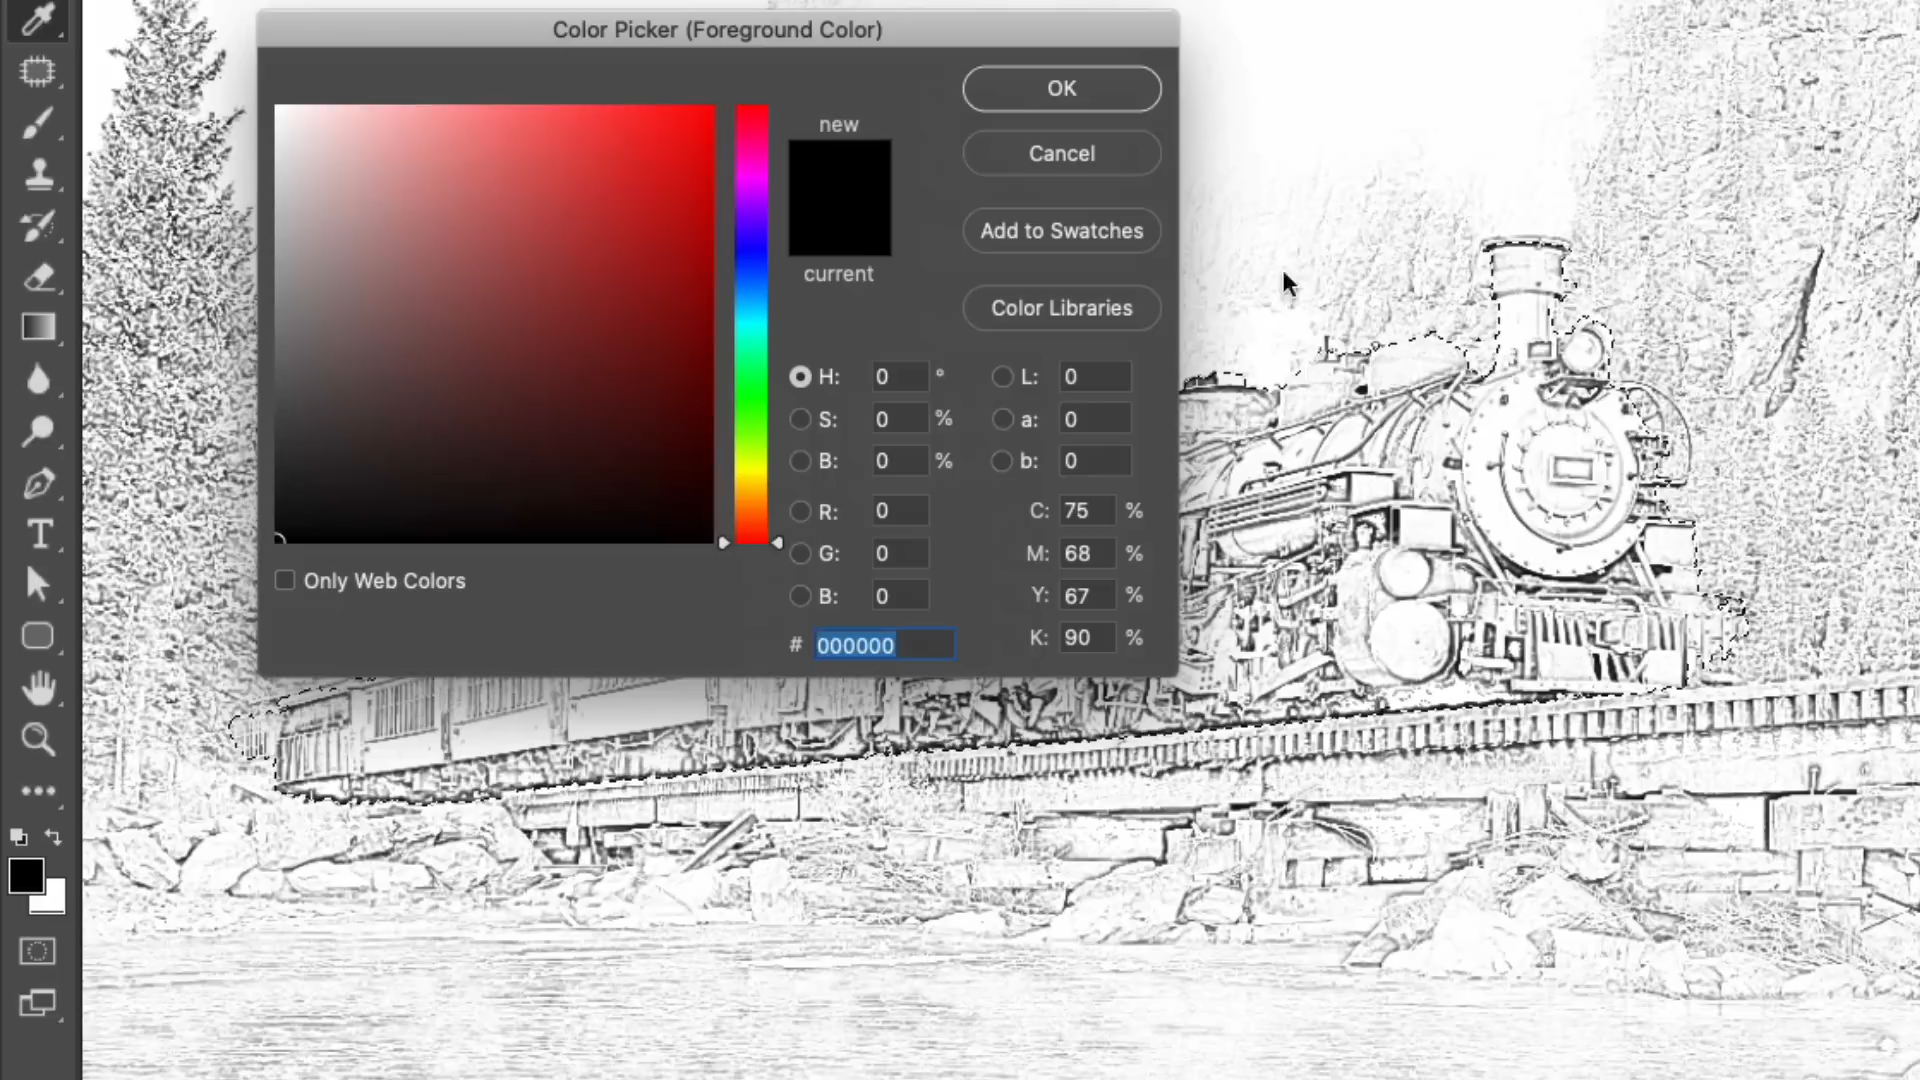 Color Picker (Foreground Color)
OK
new
Cancel
Add to Swatches
current
Color Libraries
H: 0 ° L: 0
S: 0 % a: 0
B: 0 % b: 0
R: 0 C: 75 %
G: 0 M: 68 %
Only Web Colors
B: 0 Y: 67 %
# 000000 K: 90 %
T